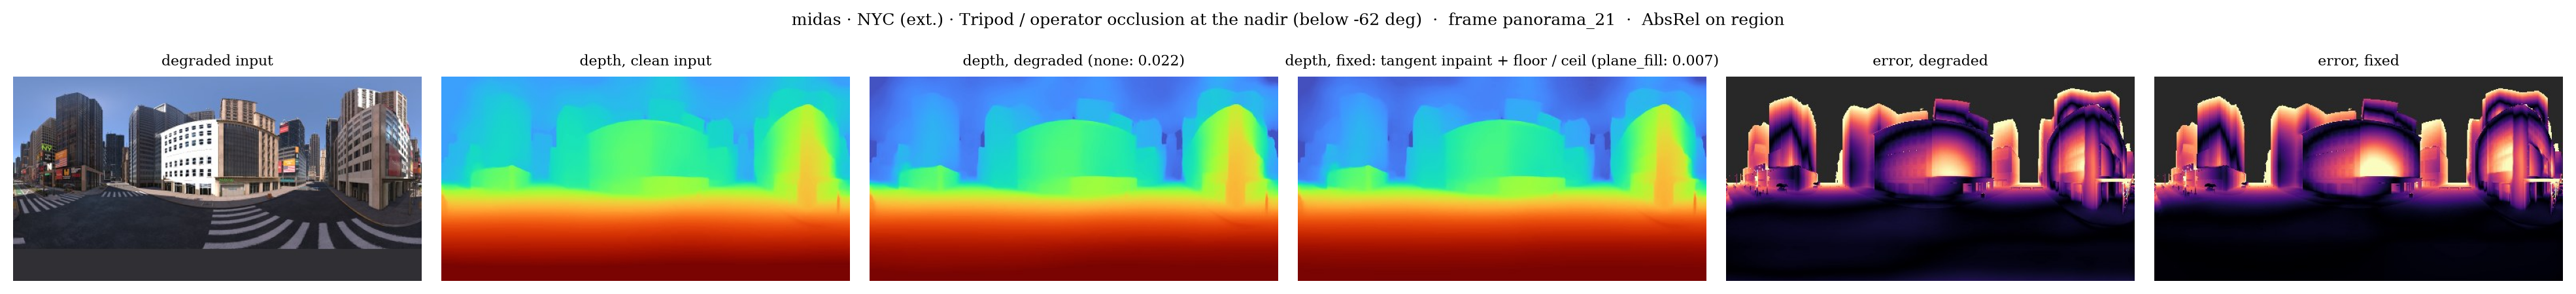 midas · NYC (ext.) · Tripod / operator occlusion at the nadir (below -62 deg)  ·  frame panorama_21  ·  AbsRel on region
degraded input
depth, clean input
depth, degraded (none: 0.022)
depth, fixed: tangent inpaint + floor / ceil (plane_fill: 0.007)
error, degraded
error, fixed